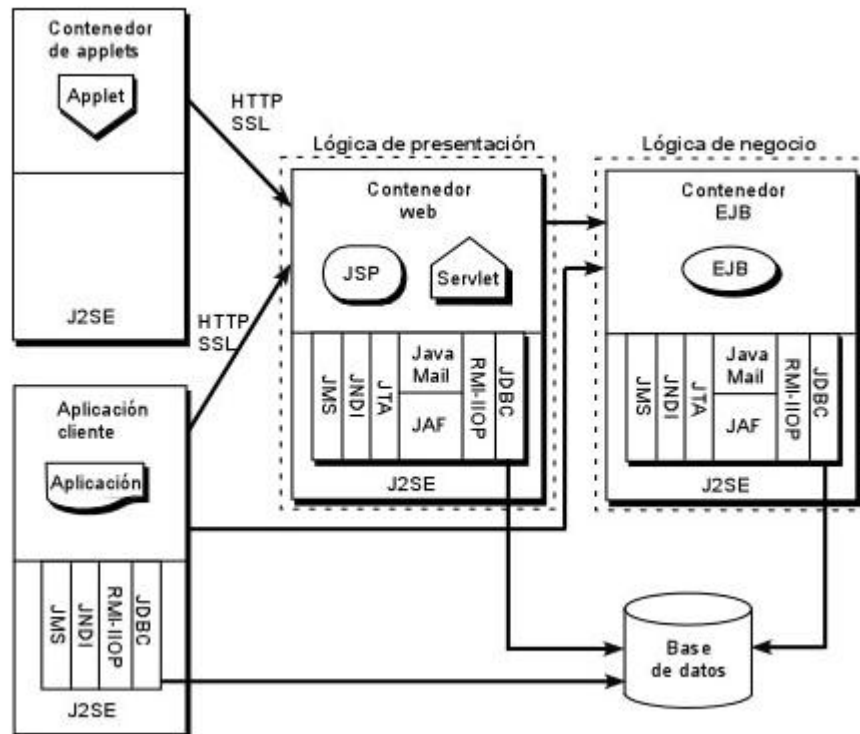 Contenedor
de applets
Applet
J2SE
HTTP
SSL
HTTP
SSL
Aplicación
cliente
Aplicación
JMS
JNDI
RMI-IIOP
JDBC
J2SE
Lógica de presentación
Contenedor
web
JSP
Servlet
JMS
JNDI
JTA
Java
Mail
JAF
RMI-IIOP
JDBC
J2SE
Lógica de negocio
Contenedor
EJB
EJB
JMS
JNDI
JTA
Java
Mail
JAF
RMI-IIOP
JDBC
J2SE
Base
de datos